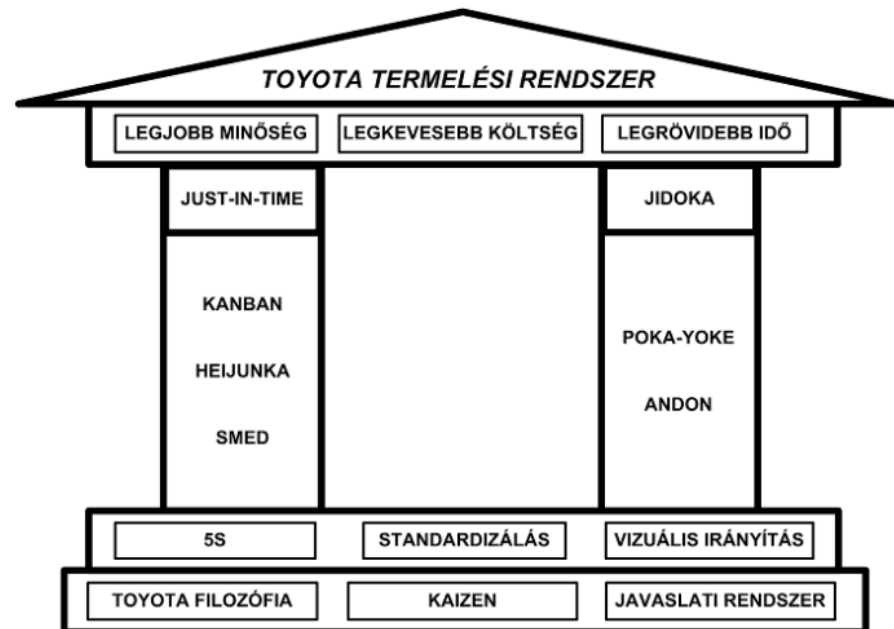 TOYOTA TERMELÉSI RENDSZER
LEGJOBB MINŐSÉG
LEGKEVESEBB KÖLTSÉG
LEGRÖVIDEBB IDŐ
JUST-IN-TIME
JIDOKA
KANBAN
HEIJUNKA
SMED
POKA-YOKE
ANDON
5S
STANDARDIZÁLÁS
VIZUÁLIS IRÁNYÍTÁS
TOYOTA FILOZÓFIA
KAIZEN
JAVASLATI RENDSZER